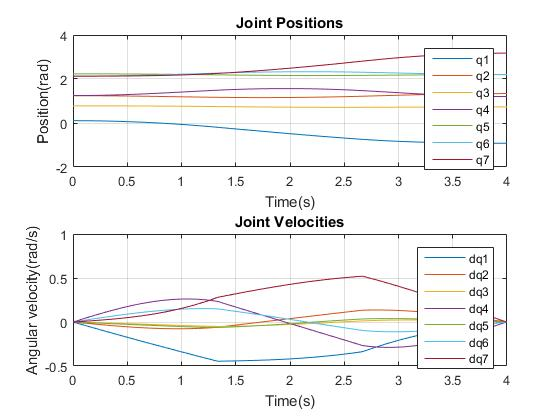 Joint Positions
4
2
0
-2
Position(rad)
q1
q2
q3
q4
q5
q6
q7
0 0.5 1 1.5 2 2.5 3 3.5 4
Time(s)
Joint Velocities
1
0.5
0
-0.5
Angular velocity(rad/s)
dq1
dq2
dq3
dq4
dq5
dq6
dq7
0 0.5 1 1.5 2 2.5 3 3.5 4
Time(s)